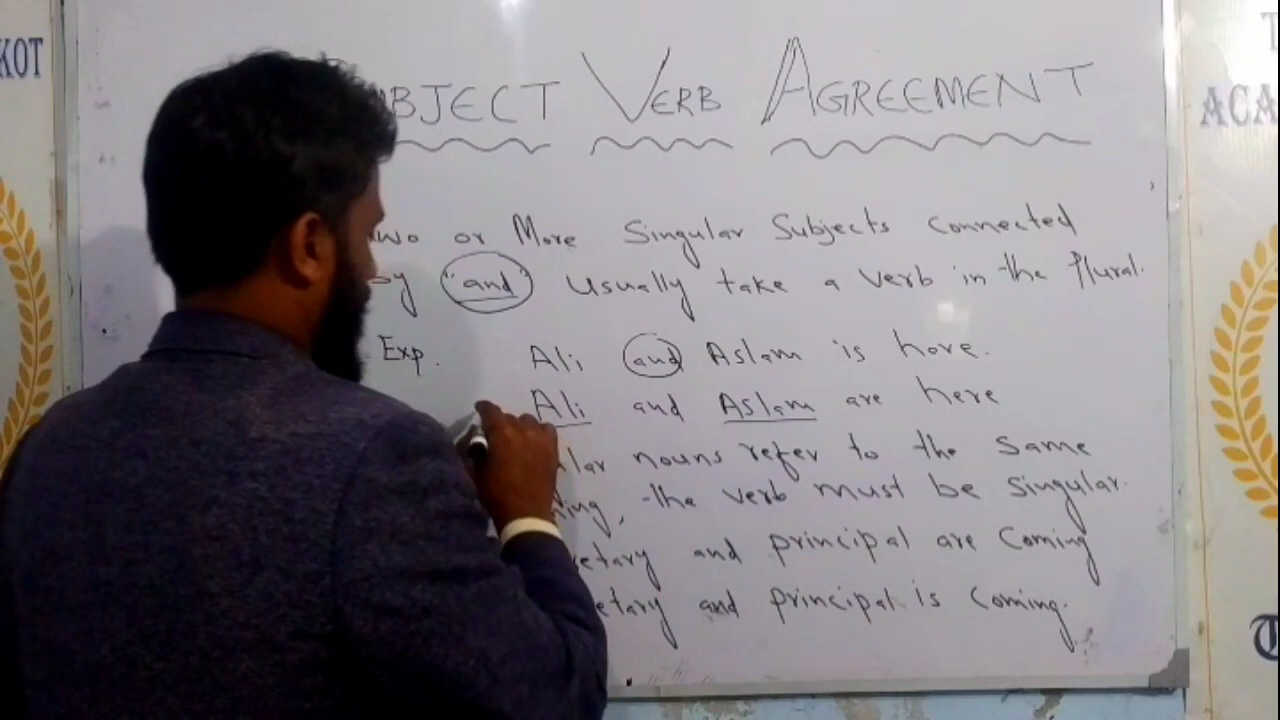 KOT
T
ACA
BJECT VERB AGREEMENT
wo or More Singular Subjects connected
by "and" Usually take a verb in the Plural.
Exp. Ali and Aslam is here.
Ali and Aslam are here
lar nouns refer to the same
hing, the verb must be singular.
etary and principal are Coming
etary and principal is Coming.